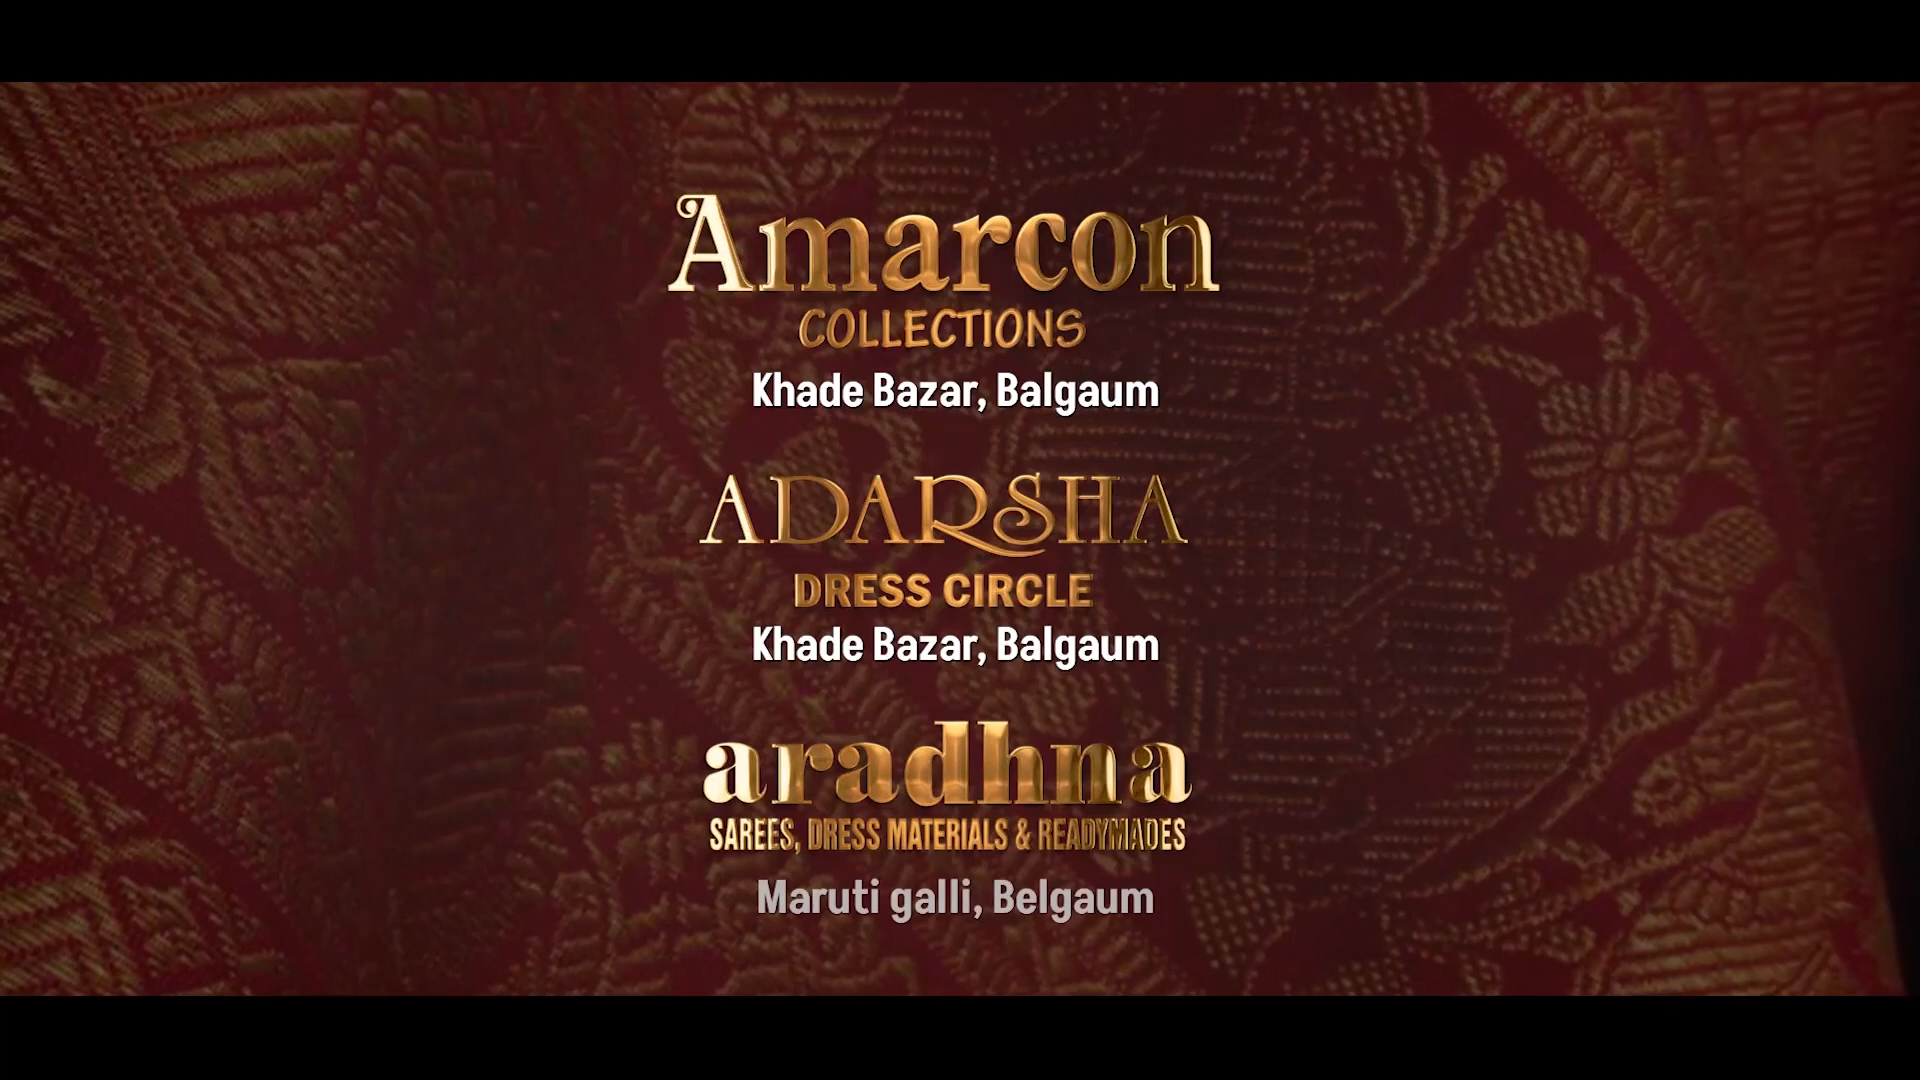 Amarcon
COLLECTIONS
Khade Bazar, Balgaum
ADARSHA
DRESS CIRCLE
Khade Bazar, Balgaum
aradhna
SAREES, DRESS MATERIALS & READYMADES
Maruti galli, Belgaum